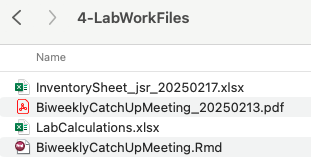 4-LabWorkFiles
Name
InventorySheet_jsr_20250217.xlsx
BiweeklyCatchUpMeeting_20250213.pdf
LabCalculations.xlsx
BiweeklyCatchUpMeeting.Rmd